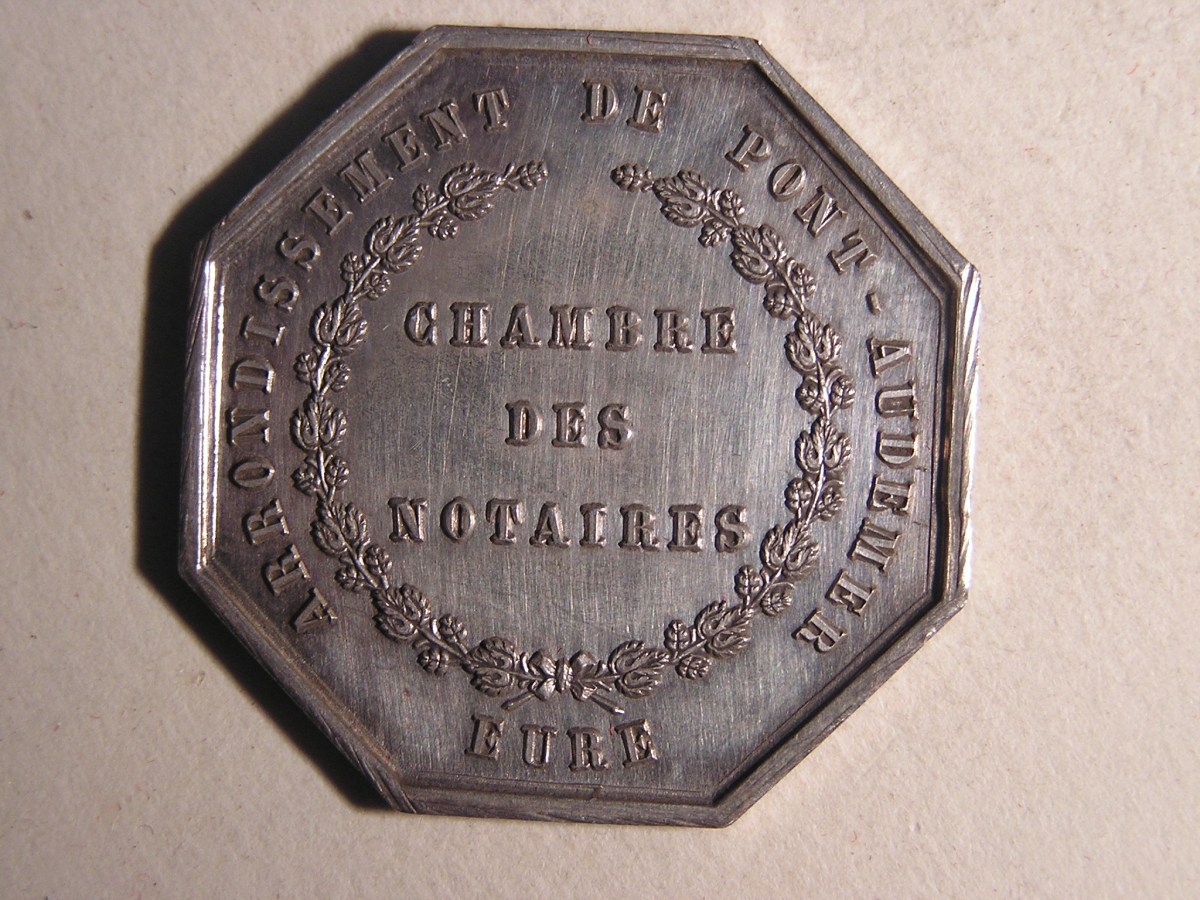 ARRONDISSEMENT DE PONT-AUDEMER
CHAMBRE
DES
NOTAIRES
EURE